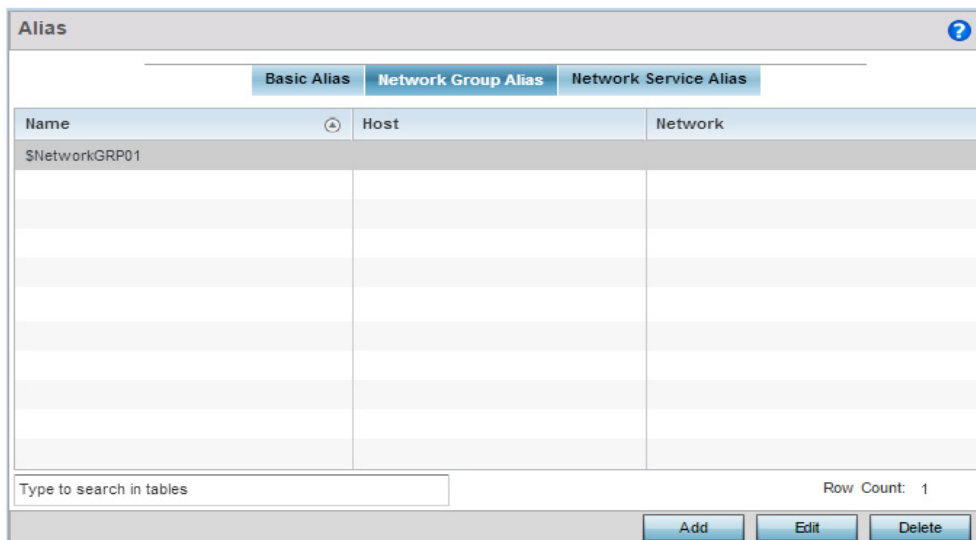 Alias
?
Basic Alias Network Group Alias Network Service Alias
Name Host Network
$NetworkGRP01
Type to search in tables Row Count: 1
Add Edit Delete